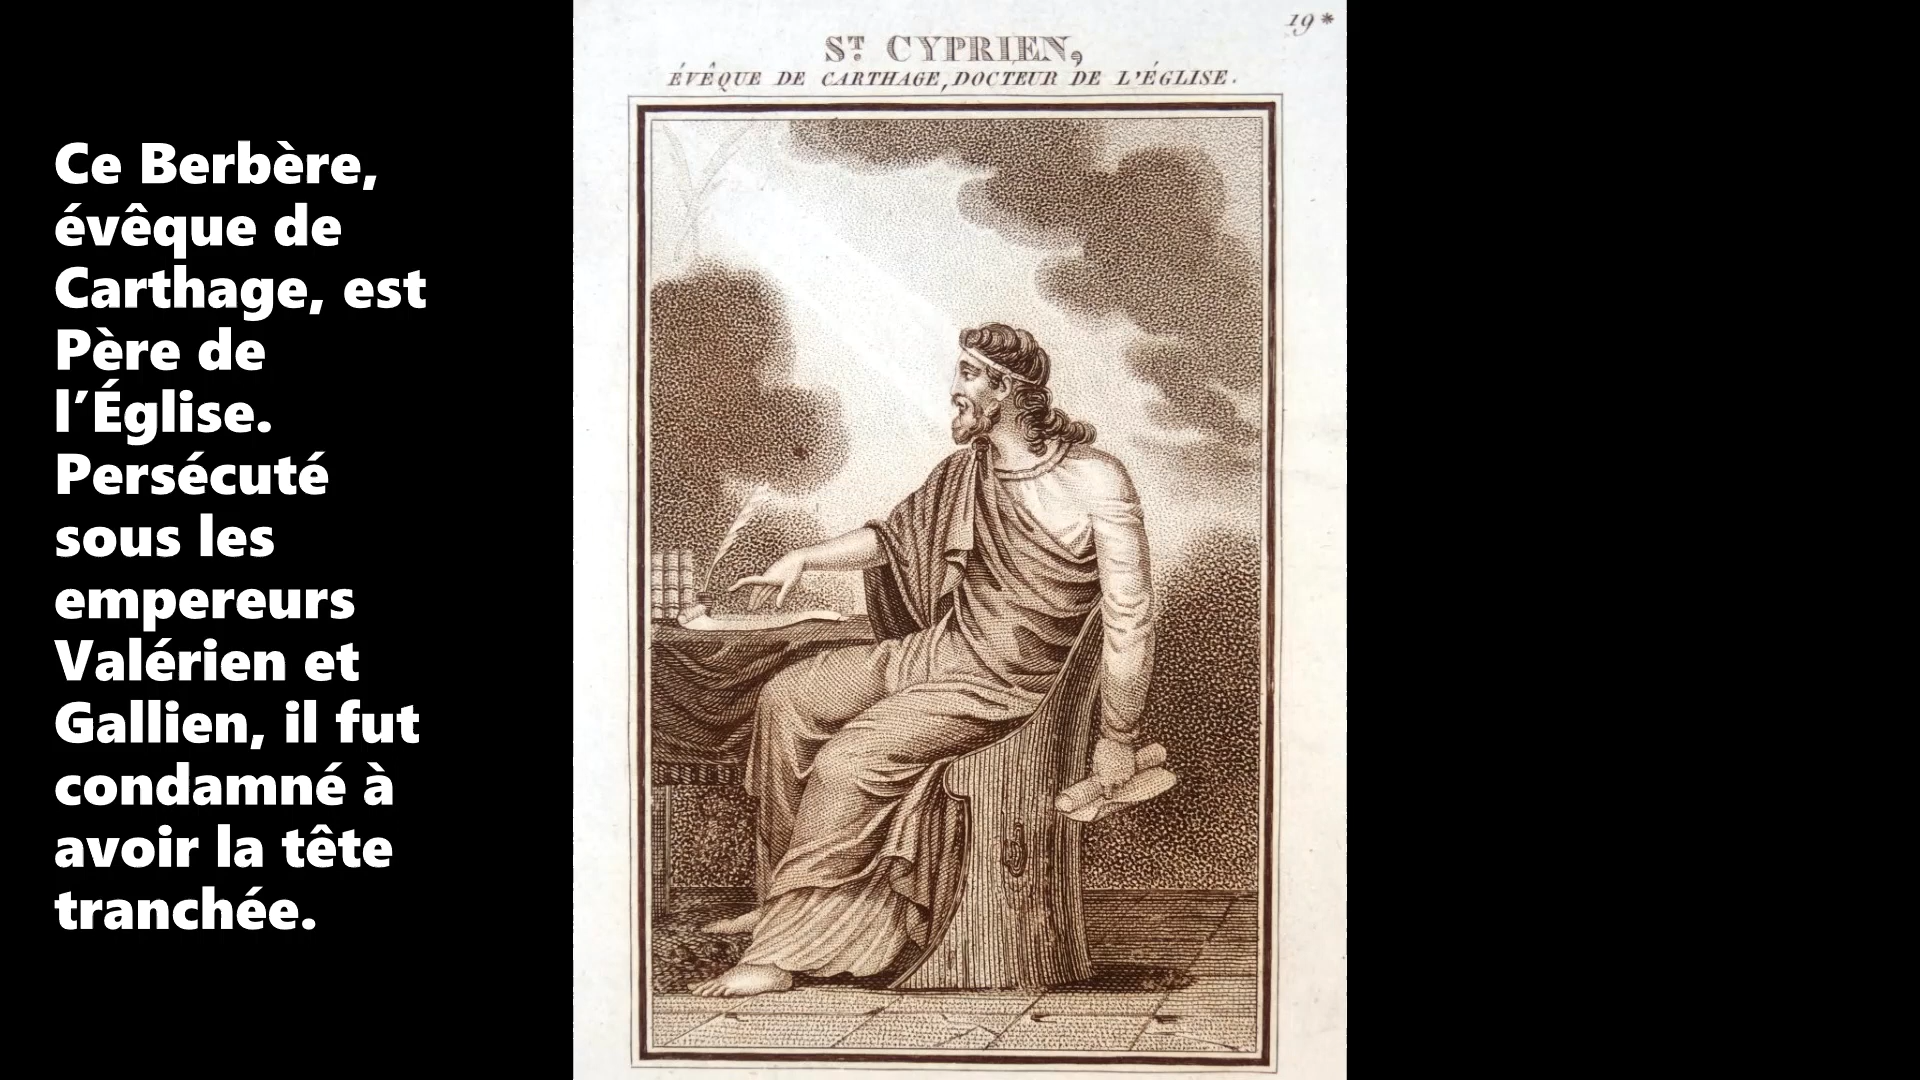 Ce Berbère,
évêque de
Carthage, est
Père de
l’Église.
Persécuté
sous les
empereurs
Valérien et
Gallien, il fut
condamné à
avoir la tête
tranchée.
19*
ST. CYPRIEN,
ÉVÊQUE DE CARTHAGE, DOCTEUR DE L'ÉGLISE.